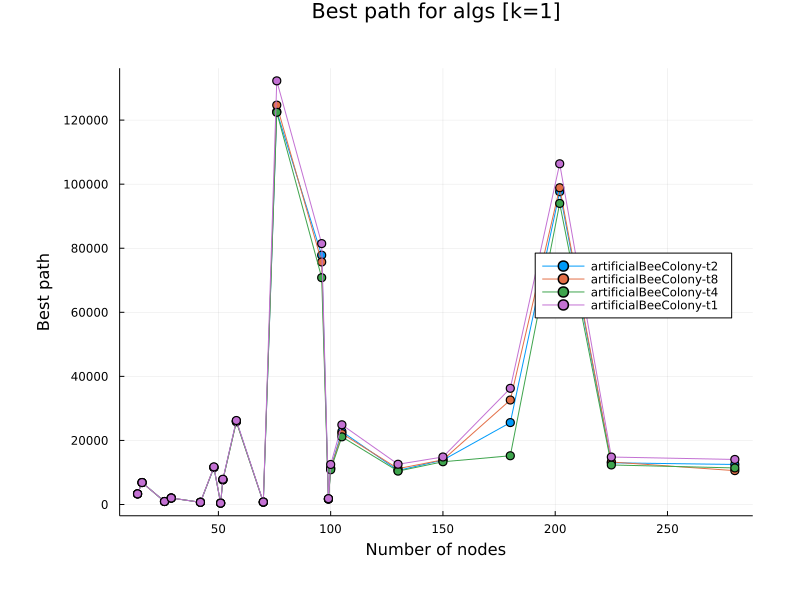 Best path for algs [k=1]
120000
100000
80000
60000
40000
20000
0
Best path
artificialBeeColony-t2
artificialBeeColony-t8
artificialBeeColony-t4
artificialBeeColony-t1
50
100
150
200
250
Number of nodes